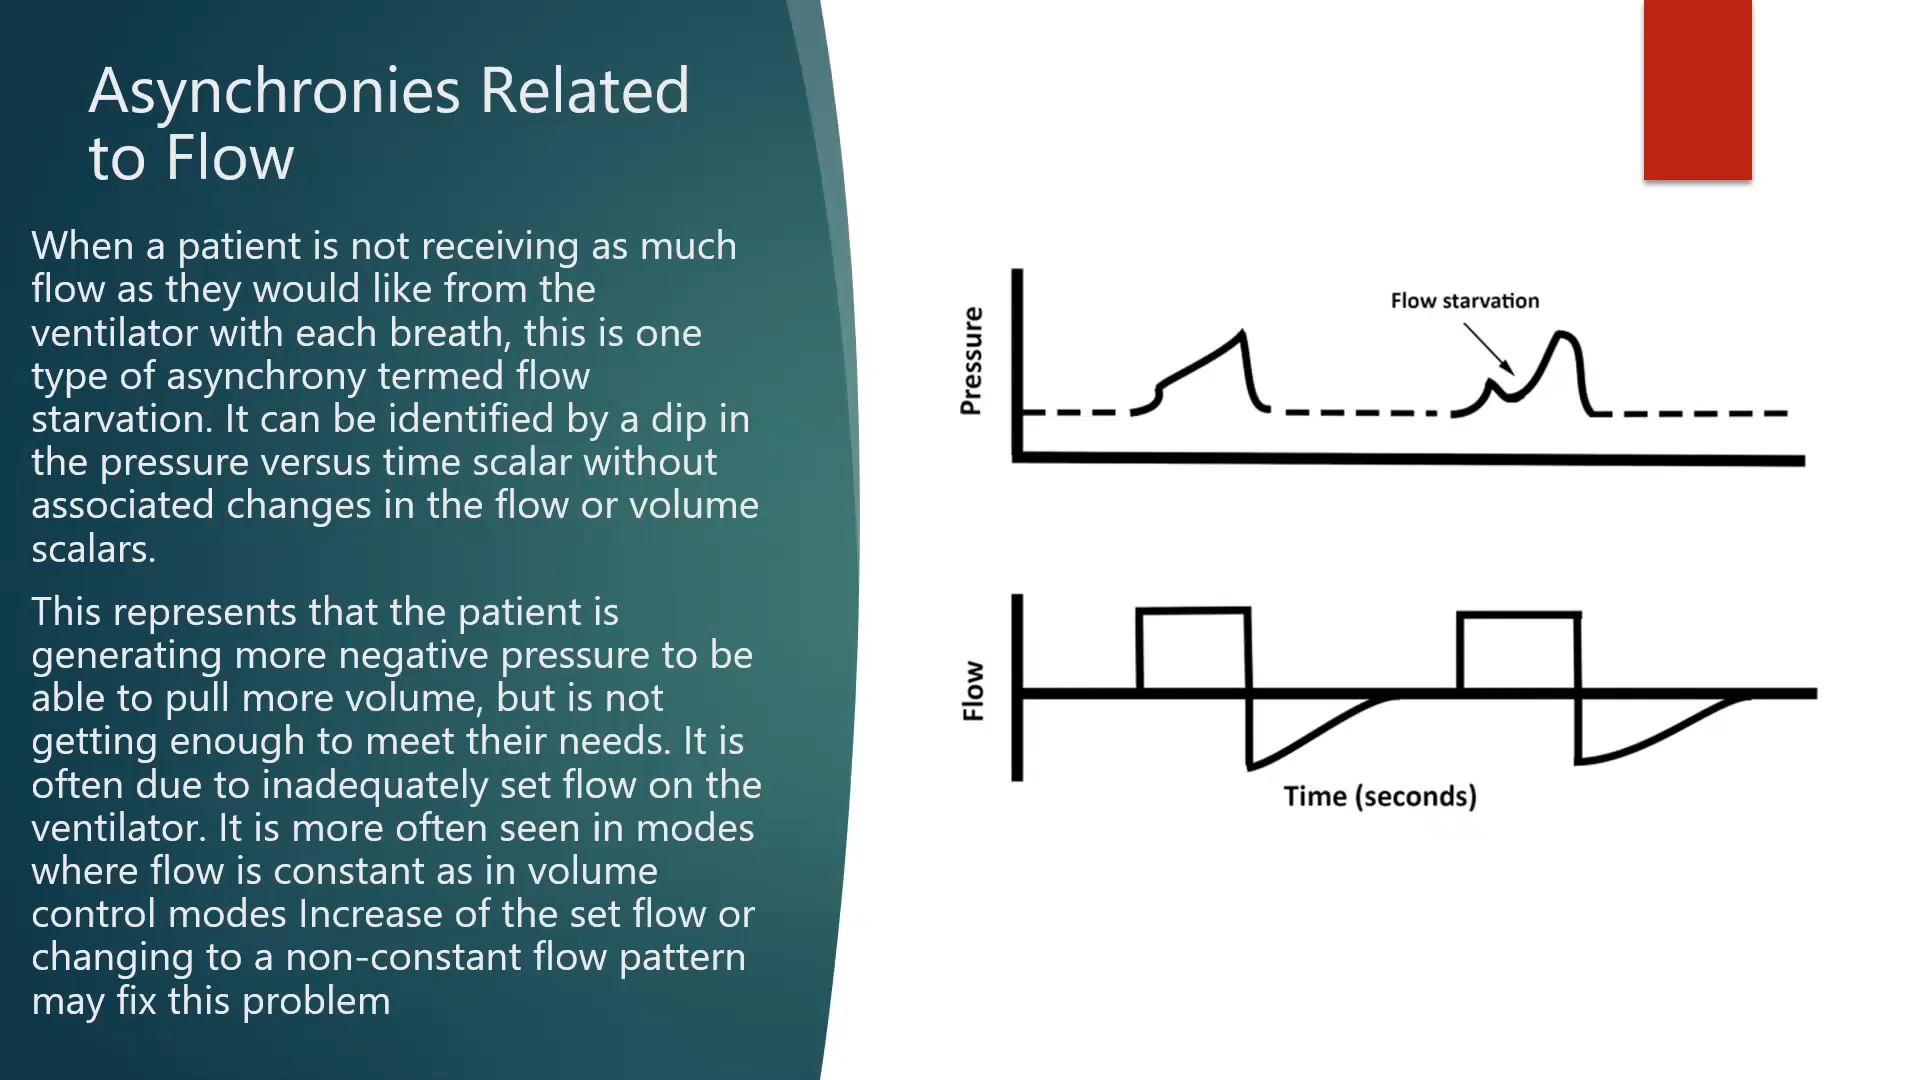 Asynchronies Related
to Flow
When a patient is not receiving as much
flow as they would like from the
ventilator with each breath, this is one
type of asynchrony termed flow
starvation. It can be identified by a dip in
the pressure versus time scalar without
associated changes in the flow or volume
scalars.
This represents that the patient is
generating more negative pressure to be
able to pull more volume, but is not
getting enough to meet their needs. It is
often due to inadequately set flow on the
ventilator. It is more often seen in modes
where flow is constant as in volume
control modes Increase of the set flow or
changing to a non-constant flow pattern
may fix this problem
Flow starvation
Pressure
Flow
Time (seconds)